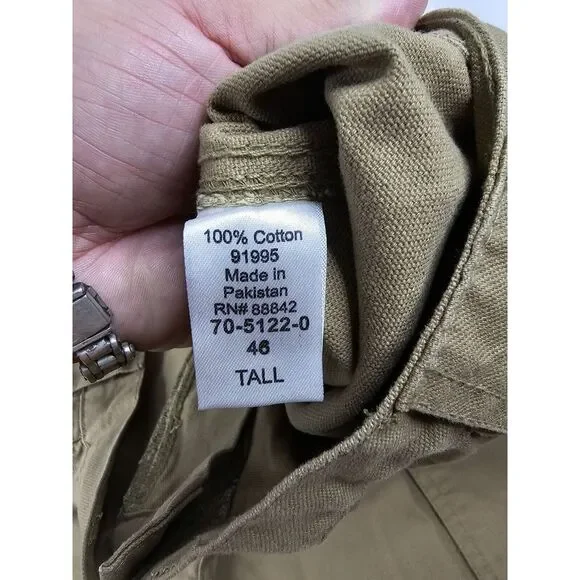 100% Cotton
91995
Made in
Pakistan
RN# 88842
70-5122-0
46
TALL